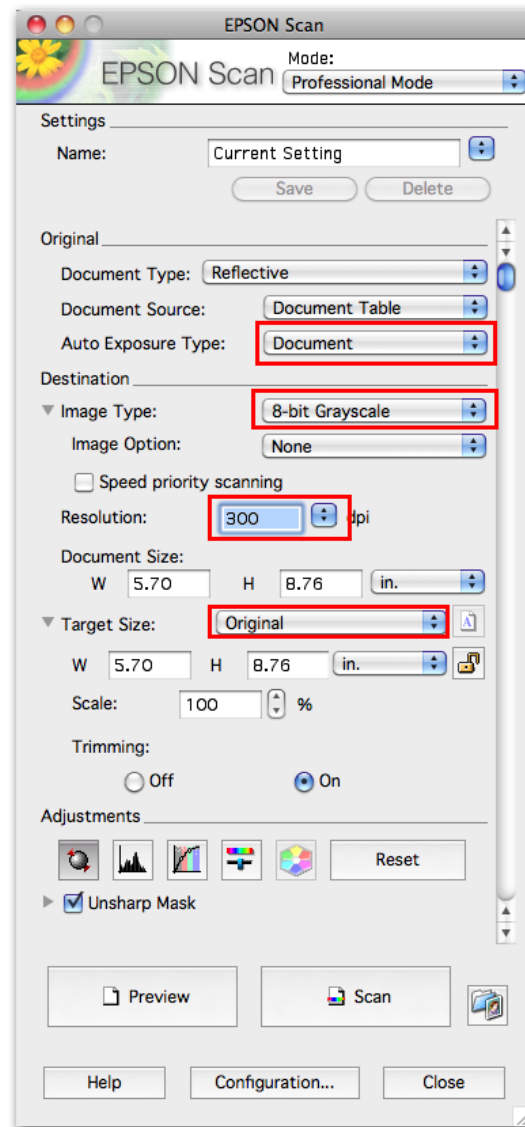 EPSON Scan
EPSON Scan
Mode:
Professional Mode
Settings
Name: Current Setting
Save Delete
Original
Document Type: Reflective
Document Source: Document Table
Auto Exposure Type: Document
Destination
Image Type: 8-bit Grayscale
Image Option: None
Speed priority scanning
Resolution: 300 dpi
Document Size:
W 5.70 H 8.76 in.
Target Size: Original A
W 5.70 H 8.76 in.
Scale: 100 %
Trimming:
Off On
Adjustments
Reset
Unsharp Mask
Preview Scan
Help Configuration... Close